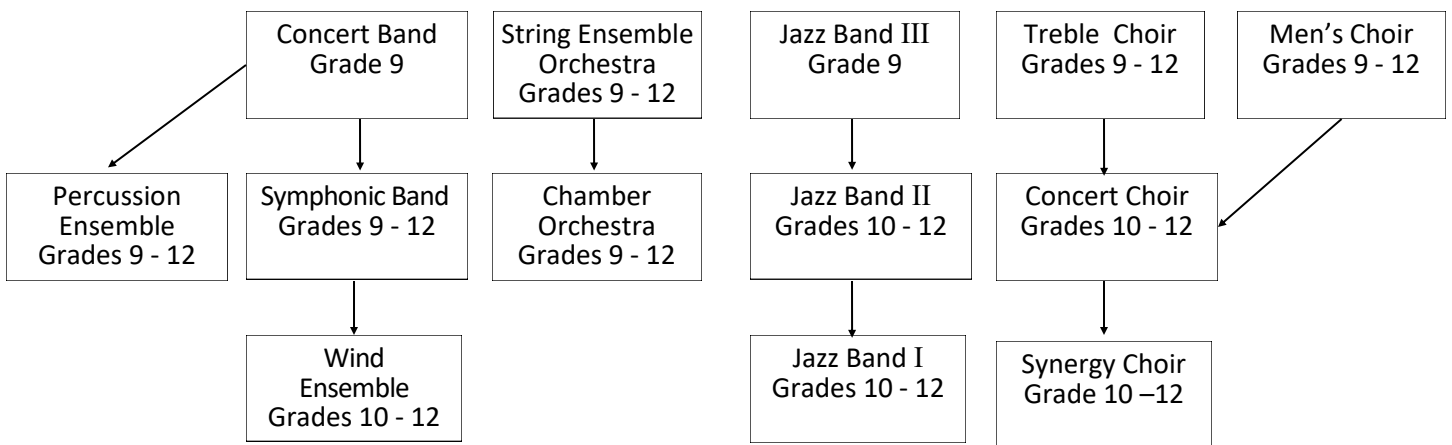 Concert Band
Grade 9
String Ensemble
Orchestra
Grades 9 - 12
Jazz Band III
Grade 9
Treble Choir
Grades 9 - 12
Men’s Choir
Grades 9 - 12
Percussion
Ensemble
Grades 9 - 12
Symphonic Band
Grades 9 - 12
Chamber
Orchestra
Grades 9 - 12
Jazz Band II
Grades 10 - 12
Concert Choir
Grades 10 - 12
Wind
Ensemble
Grades 10 - 12
Jazz Band I
Grades 10 - 12
Synergy Choir
Grade 10 –12